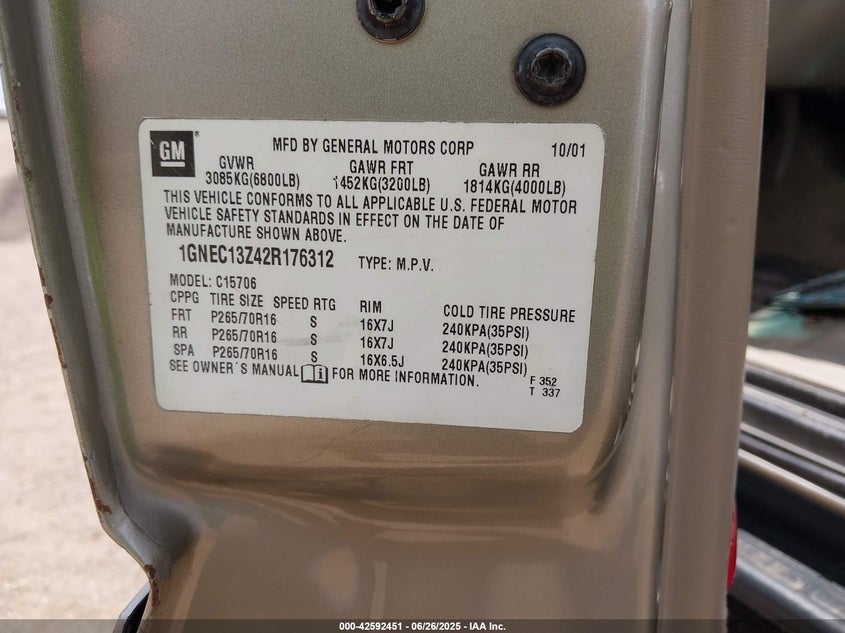 GM
MFD BY GENERAL MOTORS CORP 10/01
GVWR GAWR FRT GAWR RR
3085KG(6800LB) 1452KG(3200LB) 1814KG(4000LB)
THIS VEHICLE CONFORMS TO ALL APPLICABLE U.S. FEDERAL MOTOR
VEHICLE SAFETY STANDARDS IN EFFECT ON THE DATE OF
MANUFACTURE SHOWN ABOVE.
1GNEC13Z42R176312 TYPE: M.P.V.
MODEL: C15706
CPPG TIRE SIZE SPEED RTG RIM COLD TIRE PRESSURE
FRT P265/70R16 S 16X7J 240KPA(35PSI)
RR P265/70R16 S 16X7J 240KPA(35PSI)
SPA P265/70R16 S 16X6.5J 240KPA(35PSI)
SEE OWNER'S MANUAL FOR MORE INFORMATION.
F 352
T 337
000-42592451 - 06/26/2025 - IAA Inc.